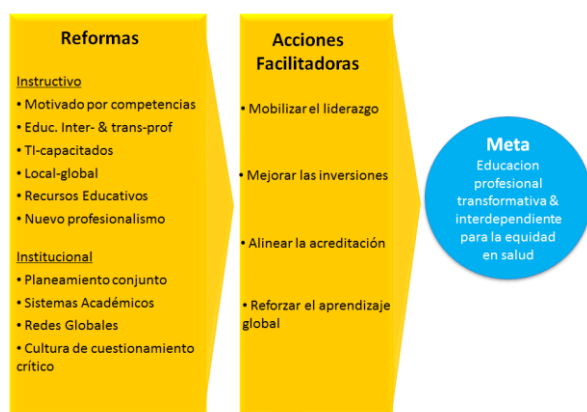 Reformas
Instructivo
• Motivado por competencias
• Educ. Inter- & trans-prof
• TI-capacitados
• Local-global
• Recursos Educativos
• Nuevo profesionalismo
Institucional
• Planeamiento conjunto
• Sistemas Académicos
• Redes Globales
• Cultura de cuestionamiento
crítico
Acciones
Facilitadoras
• Mobilizar el liderazgo
• Mejorar las inversiones
• Alinear la acreditación
• Reforzar el aprendizaje
global
Meta
Educacion
profesional
transformativa &
interdependiente
para la equidad
en salud